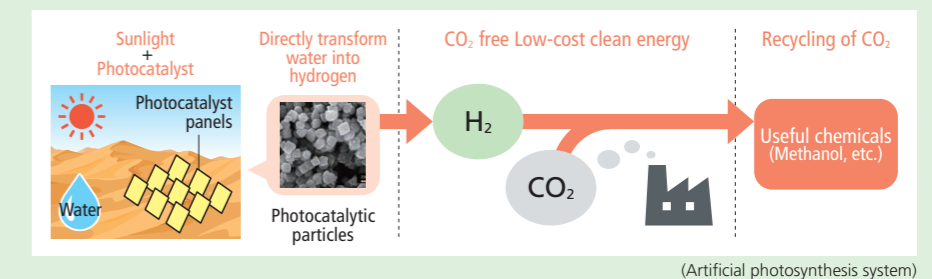 Sunlight
+
Photocatalyst
Photocatalyst
panels
Water
Directly transform
water into
hydrogen
Photocatalytic
particles
CO₂ free Low-cost clean energy
H₂
CO₂
Recycling of CO₂
Useful chemicals
(Methanol, etc.)
(Artificial photosynthesis system)